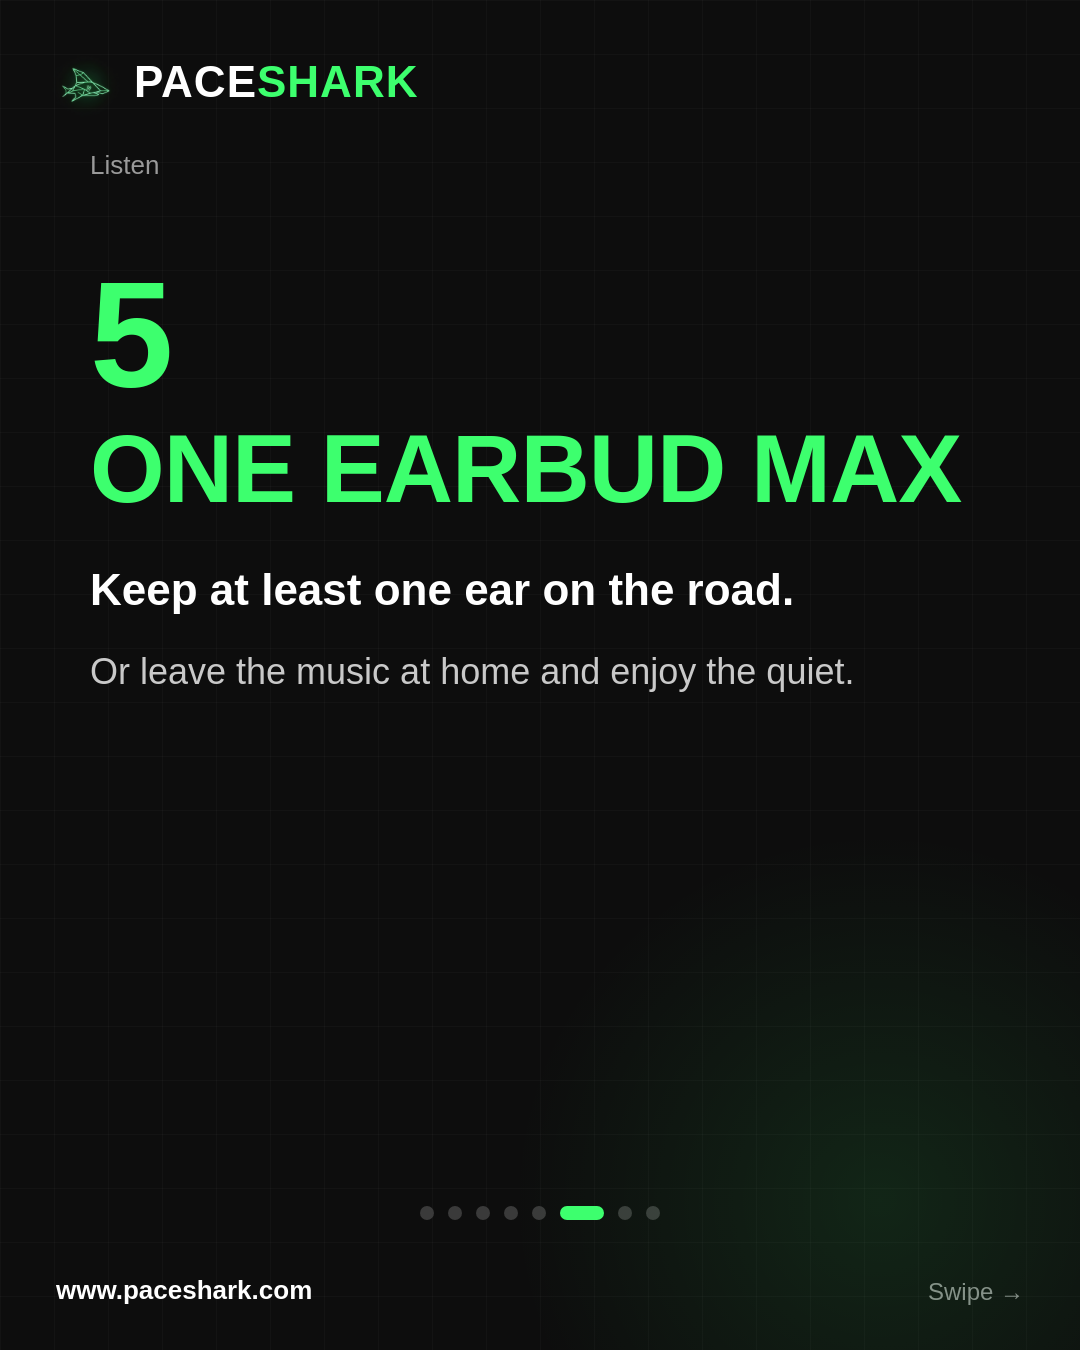 PACESHARK
Listen
5
ONE EARBUD MAX
Keep at least one ear on the road.
Or leave the music at home and enjoy the quiet.
www.paceshark.com
Swipe →